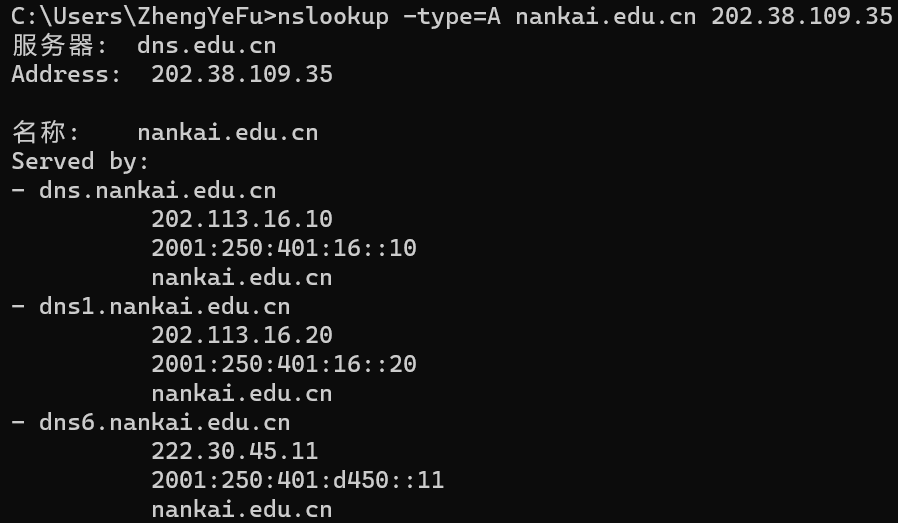 C:\Users\ZhengYeFu>nslookup -type=A nankai.edu.cn 202.38.109.35
服务器:  dns.edu.cn
Address:  202.38.109.35

名称:    nankai.edu.cn
Served by:
- dns.nankai.edu.cn
          202.113.16.10
          2001:250:401:16::10
          nankai.edu.cn
- dns1.nankai.edu.cn
          202.113.16.20
          2001:250:401:16::20
          nankai.edu.cn
- dns6.nankai.edu.cn
          222.30.45.11
          2001:250:401:d450::11
          nankai.edu.cn